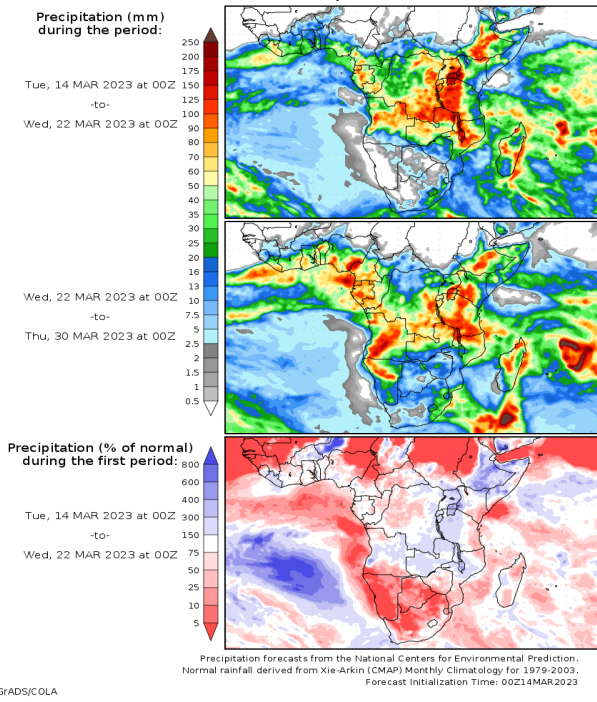 Precipitation (mm)
during the period:
250
200
175
150
125
100
90
80
70
60
50
40
35
30
25
20
16
13
10
7.5
5
2.5
2
1.5
1
0.5
Tue, 14 MAR 2023 at 00Z
-to-
Wed, 22 MAR 2023 at 00Z
Wed, 22 MAR 2023 at 00Z
-to-
Thu, 30 MAR 2023 at 00Z
Precipitation (% of normal)
during the first period:
800
600
400
300
150
75
50
25
10
5
Tue, 14 MAR 2023 at 00Z
-to-
Wed, 22 MAR 2023 at 00Z
Precipitation forecasts from the National Centers for Environmental Prediction.
Normal rainfall derived from Xie-Arkin (CMAP) Monthly Climatology for 1979-2003.
Forecast Initialization Time: 00Z14MAR2023
GrADS/COLA